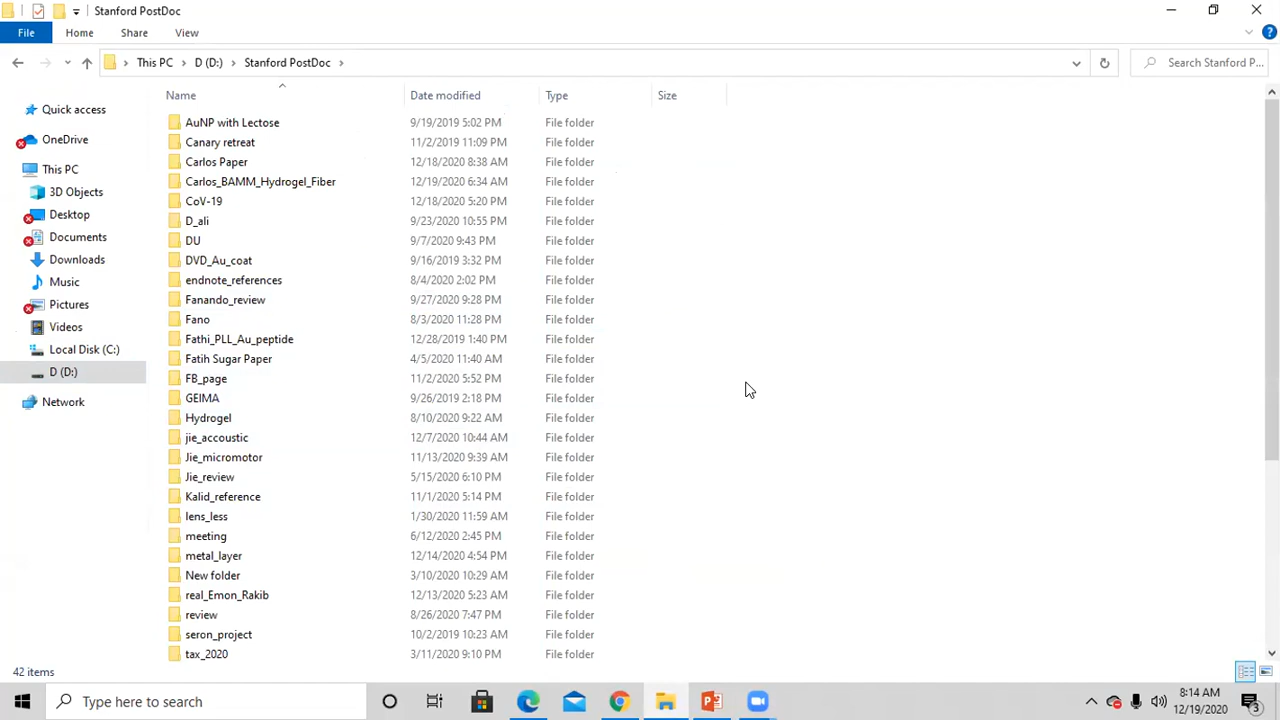 Stanford PostDoc
File Home Share View
This PC D (D:) Stanford PostDoc Search Stanford P...
Name Date modified Type Size
Quick access
OneDrive
This PC
3D Objects
Desktop
Documents
Downloads
Music
Pictures
Videos
Local Disk (C:)
D (D:)
Network
AuNP with Lectose 9/19/2019 5:02 PM File folder
Canary retreat 11/2/2019 11:09 PM File folder
Carlos Paper 12/18/2020 8:38 AM File folder
Carlos_BAMM_Hydrogel_Fiber 12/19/2020 6:34 AM File folder
CoV-19 12/18/2020 5:20 PM File folder
D_ali 9/23/2020 10:55 PM File folder
DU 9/7/2020 9:43 PM File folder
DVD_Au_coat 9/16/2019 3:32 PM File folder
endnote_references 8/4/2020 2:02 PM File folder
Fanando_review 9/27/2020 9:28 PM File folder
Fano 8/3/2020 11:28 PM File folder
Fathi_PLL_Au_peptide 12/28/2019 1:40 PM File folder
Fatih Sugar Paper 4/5/2020 11:40 AM File folder
FB_page 11/2/2020 5:52 PM File folder
GEIMA 9/26/2019 2:18 PM File folder
Hydrogel 8/10/2020 9:22 AM File folder
jie_accoustic 12/7/2020 10:44 AM File folder
Jie_micromotor 11/13/2020 9:39 AM File folder
Jie_review 5/15/2020 6:10 PM File folder
Kalid_reference 11/1/2020 5:14 PM File folder
lens_less 1/30/2020 11:59 AM File folder
meeting 6/12/2020 2:45 PM File folder
metal_layer 12/14/2020 4:54 PM File folder
New folder 3/10/2020 10:29 AM File folder
real_Emon_Rakib 12/13/2020 5:23 AM File folder
review 8/26/2020 7:47 PM File folder
seron_project 10/2/2019 10:23 AM File folder
tax_2020 3/11/2020 9:10 PM File folder
42 items
Type here to search
8:14 AM
12/19/2020
3